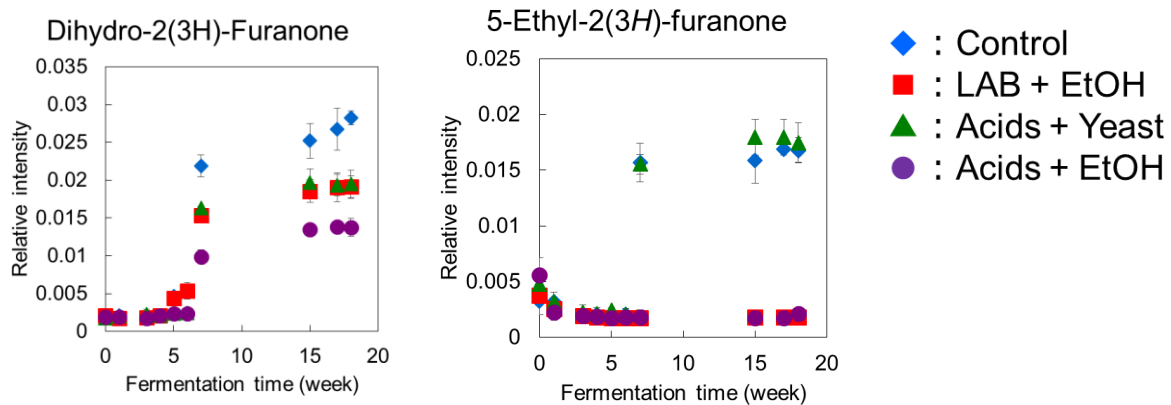 Dihydro-2(3H)-Furanone
0.035
0.03
0.025
0.02
0.015
0.01
0.005
0
Relative intensity
0 5 10 15 20
Fermentation time (week)
5-Ethyl-2(3H)-furanone
0.025
0.02
0.015
0.01
0.005
0
Relative intensity
0 5 10 15 20
Fermentation time (week)
: Control
: LAB + EtOH
: Acids + Yeast
: Acids + EtOH